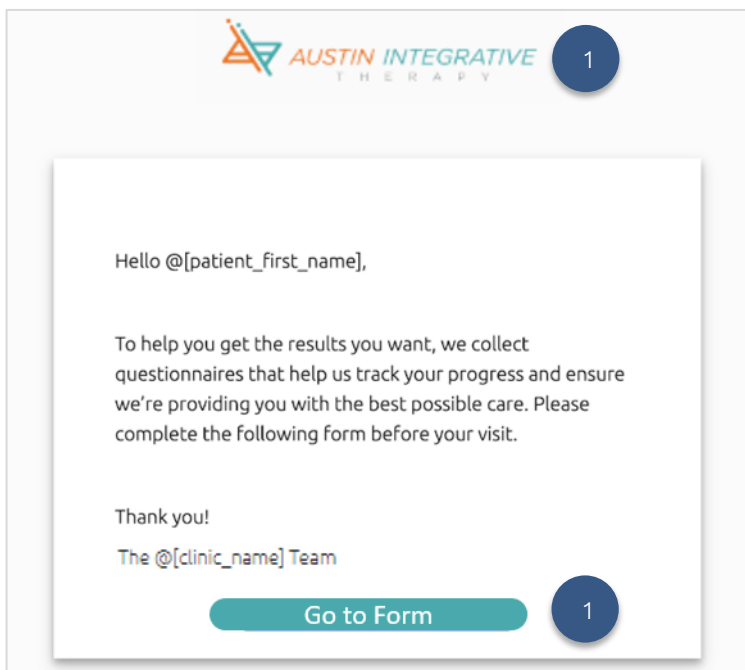 AUSTIN INTEGRATIVE
THERAPY
1
Hello @[patient_first_name],
To help you get the results you want, we collect
questionnaires that help us track your progress and ensure
we're providing you with the best possible care. Please
complete the following form before your visit.
Thank you!
The @[clinic_name] Team
Go to Form
1